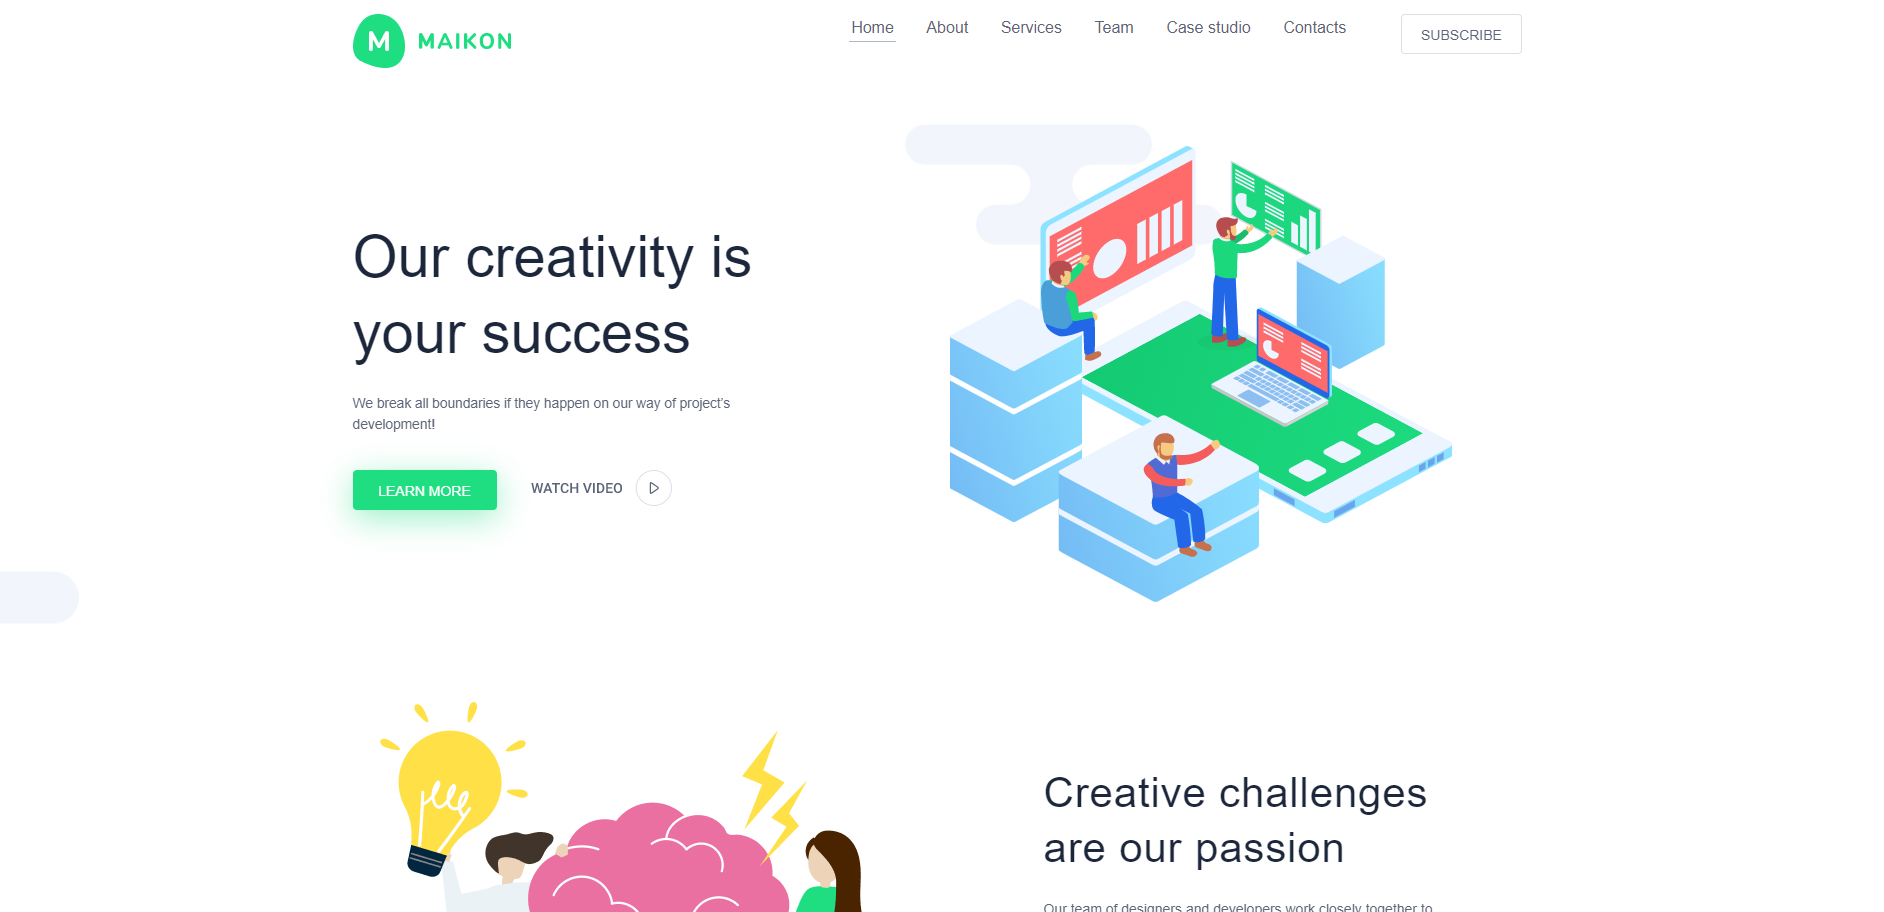 M MAIKON
Home About Services Team Case studio Contacts SUBSCRIBE
Our creativity is
your success
We break all boundaries if they happen on our way of project's
development!
LEARN MORE WATCH VIDEO
Creative challenges
are our passion
Our team of designers and developers work closely together to